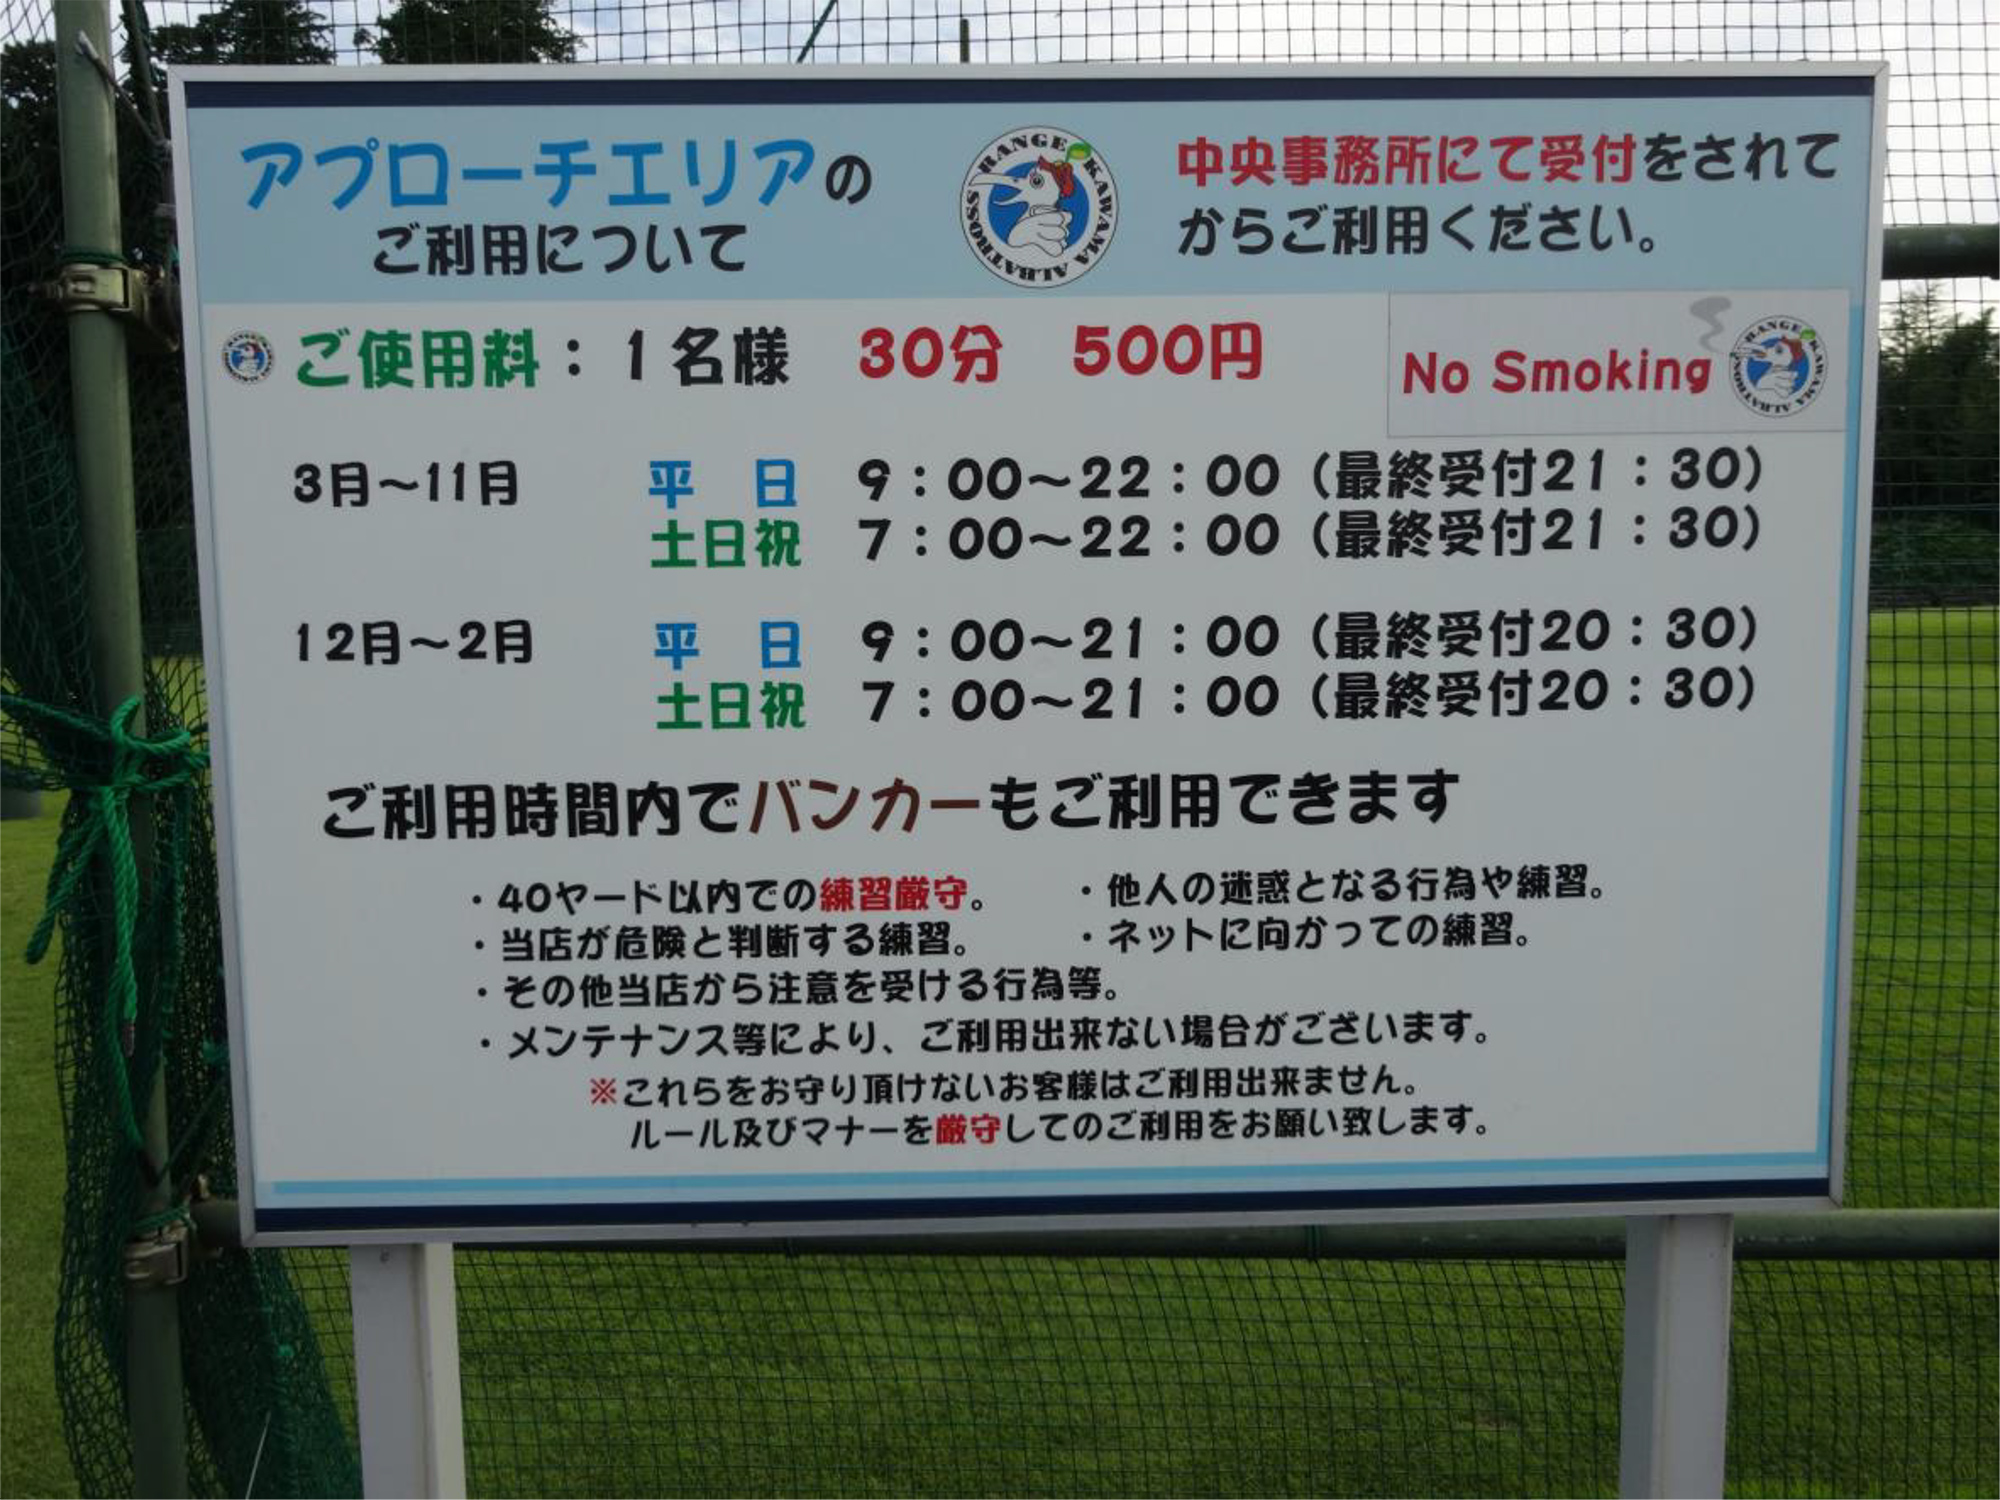 アプローチエリアの
ご利用について
RANGE KAWAMA ALBATROSS
中央事務所にて受付をされて
からご利用ください。
ご使用料：１名様　30分　500円
No Smoking
RANGE KAWAMA ALBATROSS
3月～11月　平　日　9：00～22：00（最終受付21：30）
土日祝　7：00～22：00（最終受付21：30）
12月～2月　平　日　9：00～21：00（最終受付20：30）
土日祝　7：00～21：00（最終受付20：30）
ご利用時間内でバンカーもご利用できます
・40ヤード以内での練習厳守。　・他人の迷惑となる行為や練習。
・当店が危険と判断する練習。　・ネットに向かっての練習。
・その他当店から注意を受ける行為等。
・メンテナンス等により、ご利用出来ない場合がございます。
※これらをお守り頂けないお客様はご利用出来ません。
ルール及びマナーを厳守してのご利用をお願い致します。